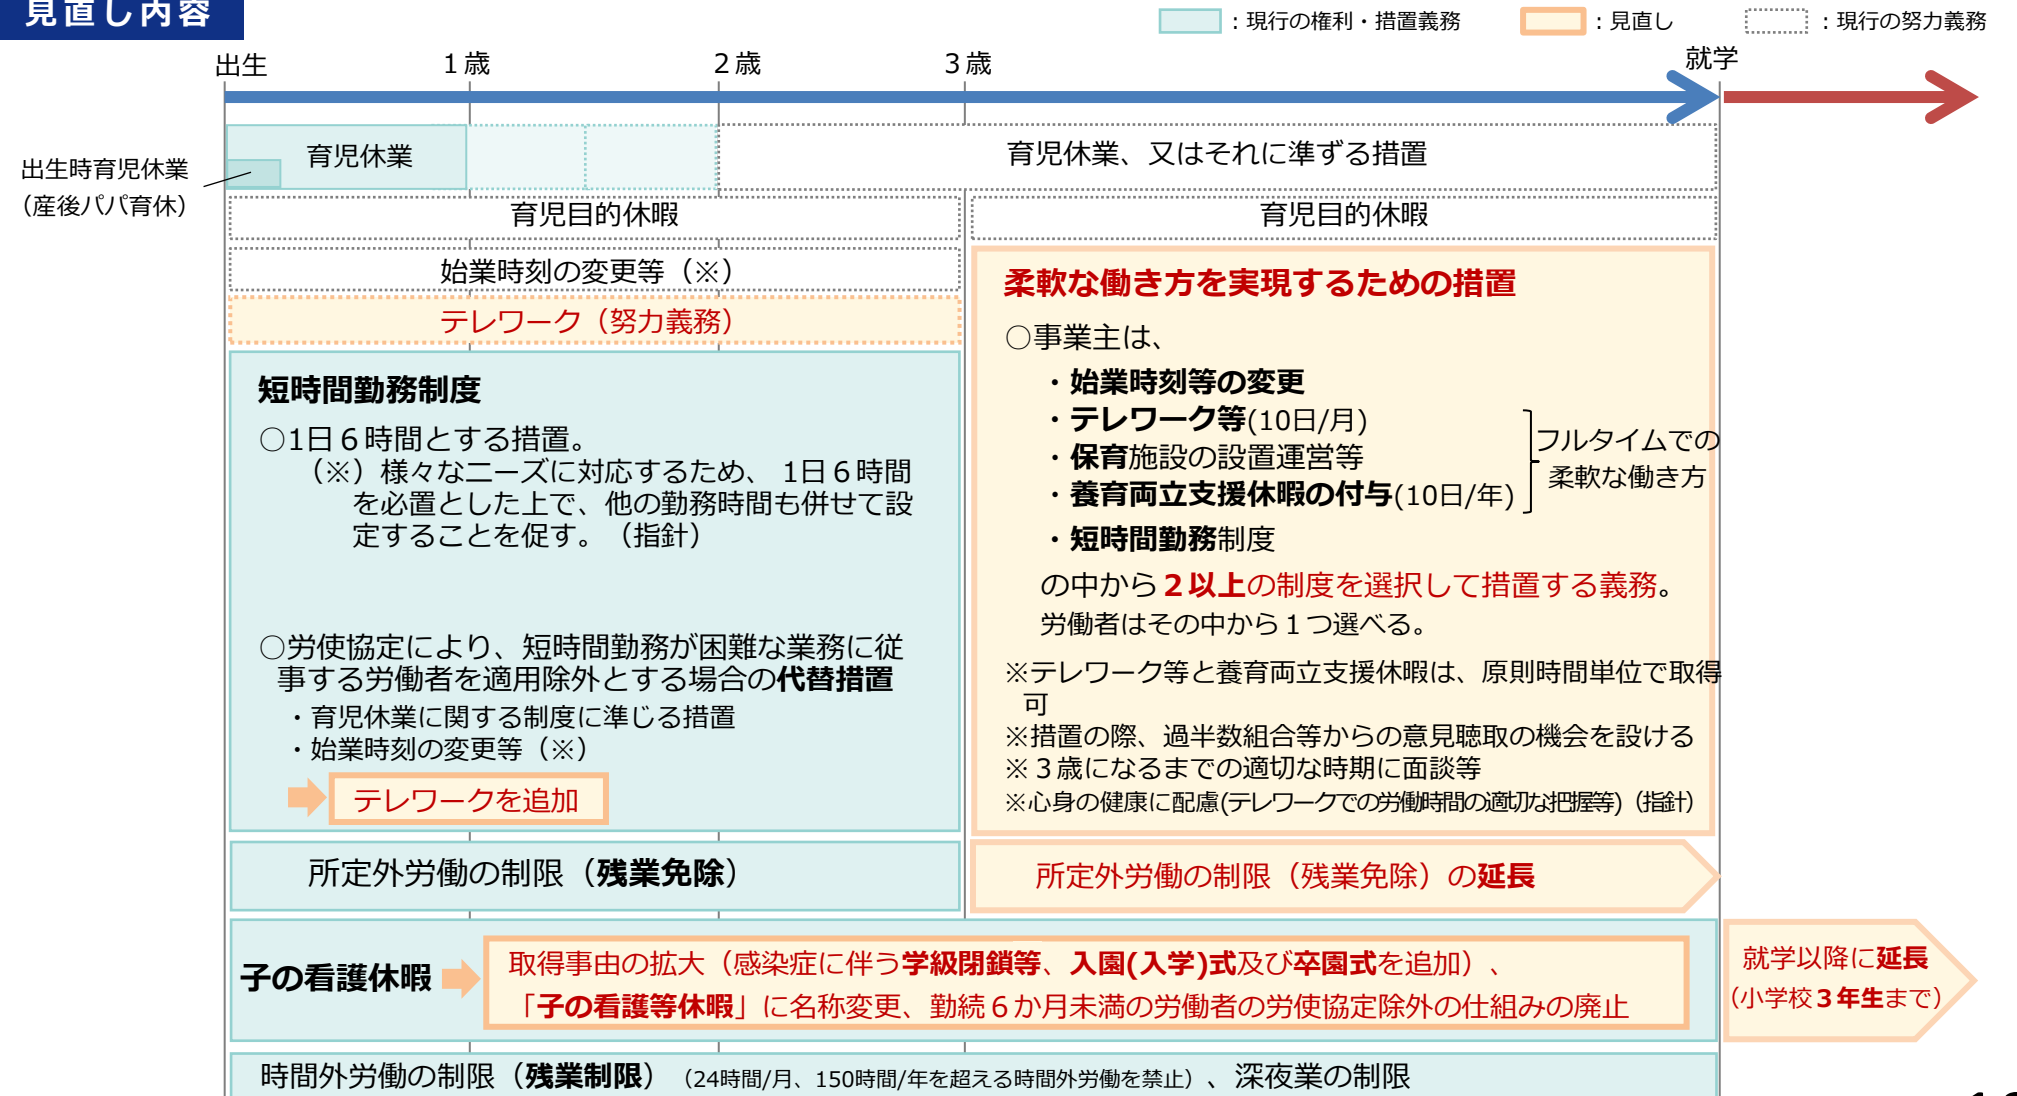 見直し内容
：現行の権利・措置義務
：見直し
：現行の努力義務
出生
1歳
2歳
3歳
就学
育児休業
育児休業、又はそれに準ずる措置
出生時育児休業
（産後パパ育休）
育児目的休暇
育児目的休暇
始業時刻の変更等（※）
テレワーク（努力義務）
短時間勤務制度
○1日６時間とする措置。
（※）様々なニーズに対応するため、 1日６時間
を必置とした上で、他の勤務時間も併せて設
定することを促す。（指針）
○労使協定により、短時間勤務が困難な業務に従
事する労働者を適用除外とする場合の代替措置
・育児休業に関する制度に準じる措置
・始業時刻の変更等（※）
テレワークを追加
柔軟な働き方を実現するための措置
○事業主は、
・始業時刻等の変更
・テレワーク等(10日/月)
・保育施設の設置運営等
・養育両立支援休暇の付与(10日/年)
・短時間勤務制度
フルタイムでの
柔軟な働き方
の中から２以上の制度を選択して措置する義務。
労働者はその中から１つ選べる。
※テレワーク等と養育両立支援休暇は、原則時間単位で取得
可
※措置の際、過半数組合等からの意見聴取の機会を設ける
※３歳になるまでの適切な時期に面談等
※心身の健康に配慮(テレワークでの労働時間の適切な把握等)（指針）
所定外労働の制限（残業免除）
所定外労働の制限（残業免除）の延長
子の看護休暇
取得事由の拡大（感染症に伴う学級閉鎖等、入園(入学)式及び卒園式を追加）、
「子の看護等休暇」に名称変更、勤続６か月未満の労働者の労使協定除外の仕組みの廃止
就学以降に延長
（小学校３年生まで）
時間外労働の制限（残業制限）（24時間/月、150時間/年を超える時間外労働を禁止）、深夜業の制限